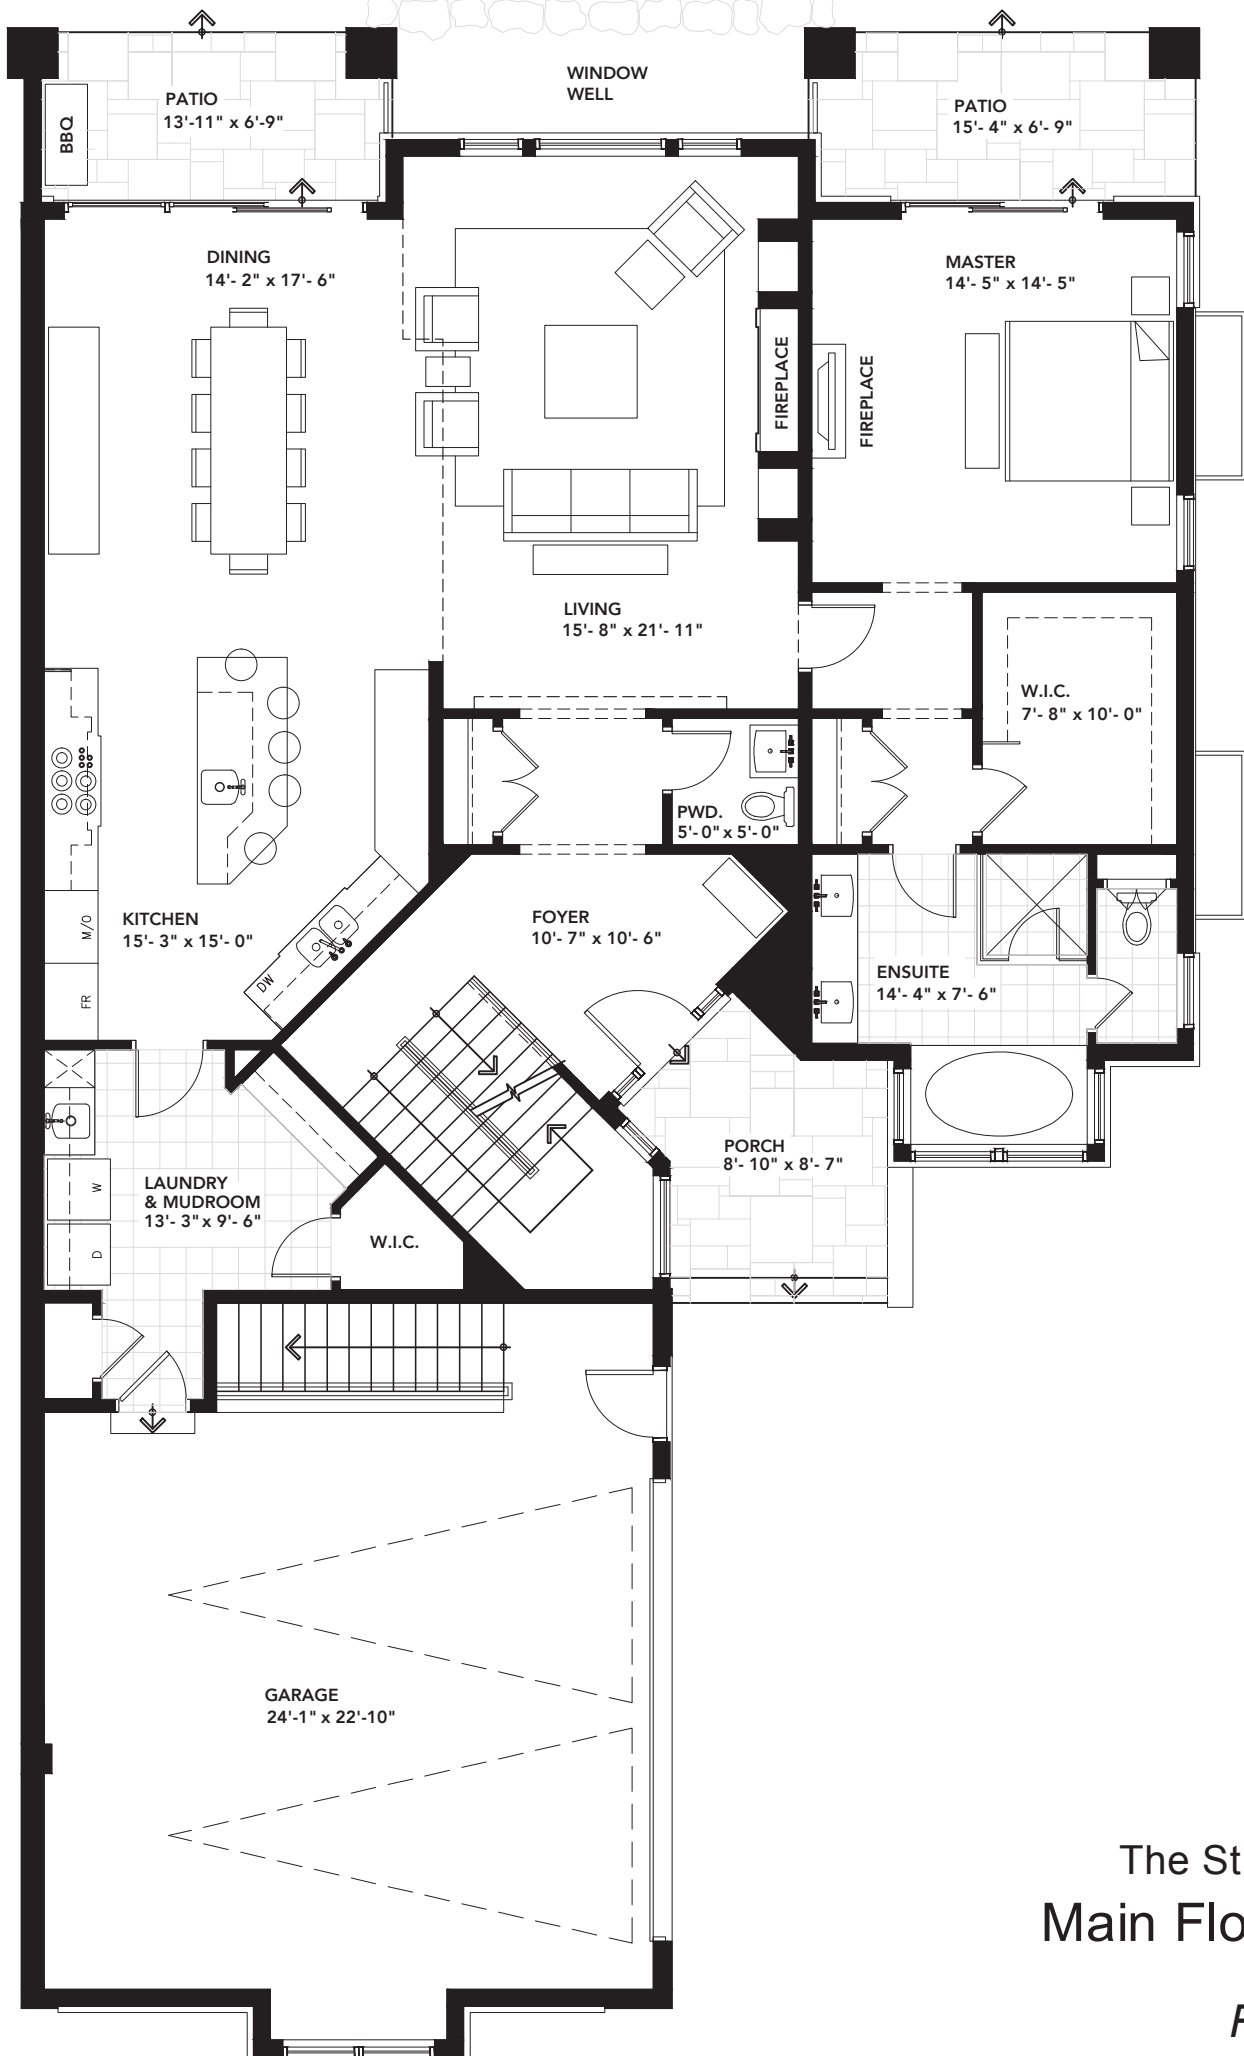 WINDOW
WELL
PATIO
13'-11" x 6'-9"
BBQ
PATIO
15'- 4" x 6'- 9"
DINING
14'- 2" x 17'- 6"
MASTER
14'- 5" x 14'- 5"
FIREPLACE
FIREPLACE
LIVING
15'- 8" x 21'- 11"
W.I.C.
7'- 8" x 10'- 0"
PWD.
5'- 0" x 5'- 0"
KITCHEN
15'- 3" x 15'- 0"
M/O
FR
DW
FOYER
10'- 7" x 10'- 6"
ENSUITE
14'- 4" x 7'- 6"
PORCH
8'- 10" x 8'- 7"
LAUNDRY
& MUDROOM
13'- 3" x 9'- 6"
W
D
W.I.C.
GARAGE
24'-1" x 22'-10"
The St
Main Flo